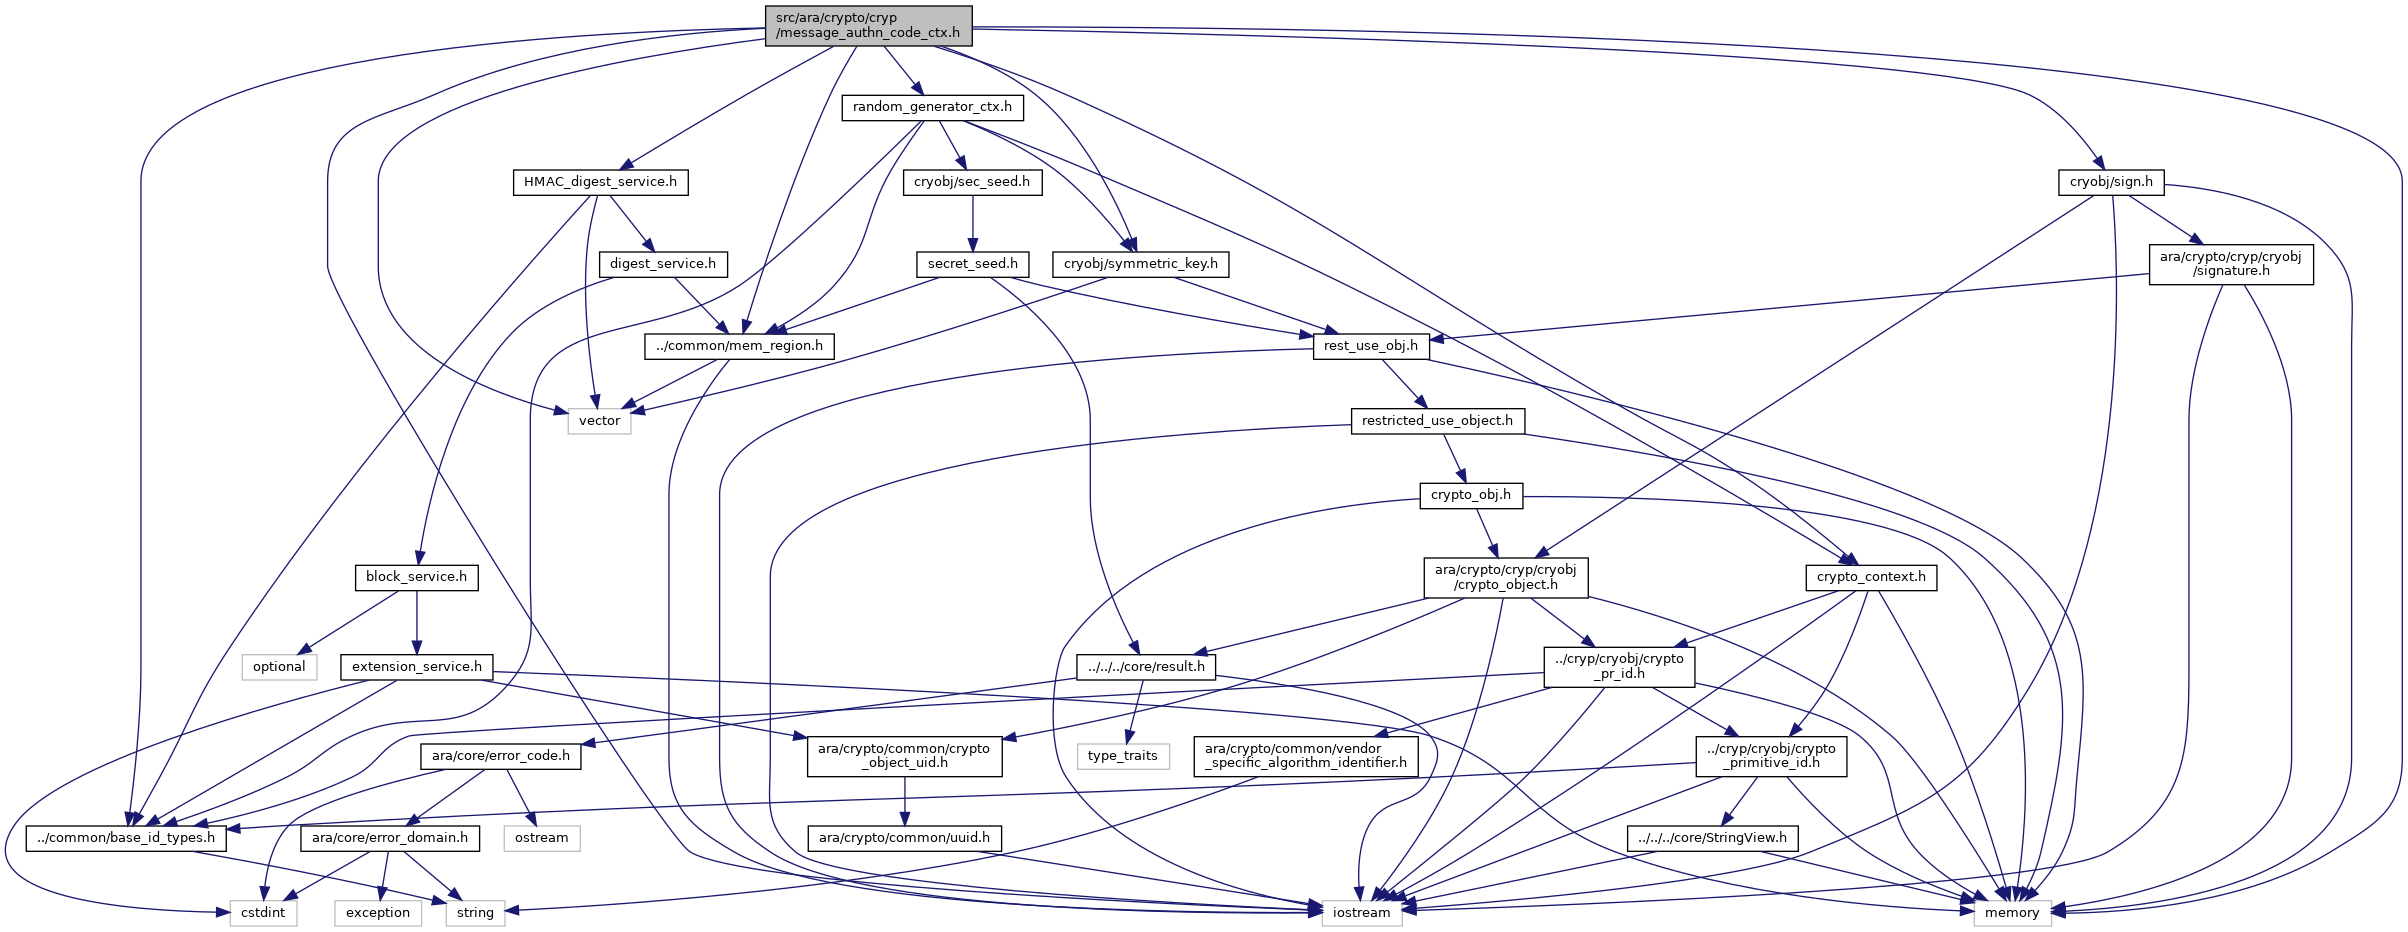 src/ara/crypto/cryp
/message_authn_code_ctx.h
random_generator_ctx.h
HMAC_digest_service.h
cryobj/sec_seed.h
cryobj/sign.h
digest_service.h
secret_seed.h
cryobj/symmetric_key.h
ara/crypto/cryp/cryobj
/signature.h
../common/mem_region.h
rest_use_obj.h
vector
restricted_use_object.h
crypto_obj.h
block_service.h
ara/crypto/cryp/cryobj
/crypto_object.h
crypto_context.h
optional
extension_service.h
../../../core/result.h
../cryp/cryobj/crypto
_pr_id.h
ara/core/error_code.h
ara/crypto/common/crypto
_object_uid.h
type_traits
ara/crypto/common/vendor
_specific_algorithm_identifier.h
../cryp/cryobj/crypto
_primitive_id.h
../common/base_id_types.h
ara/core/error_domain.h
ostream
ara/crypto/common/uuid.h
../../../core/StringView.h
cstdint
exception
string
iostream
memory